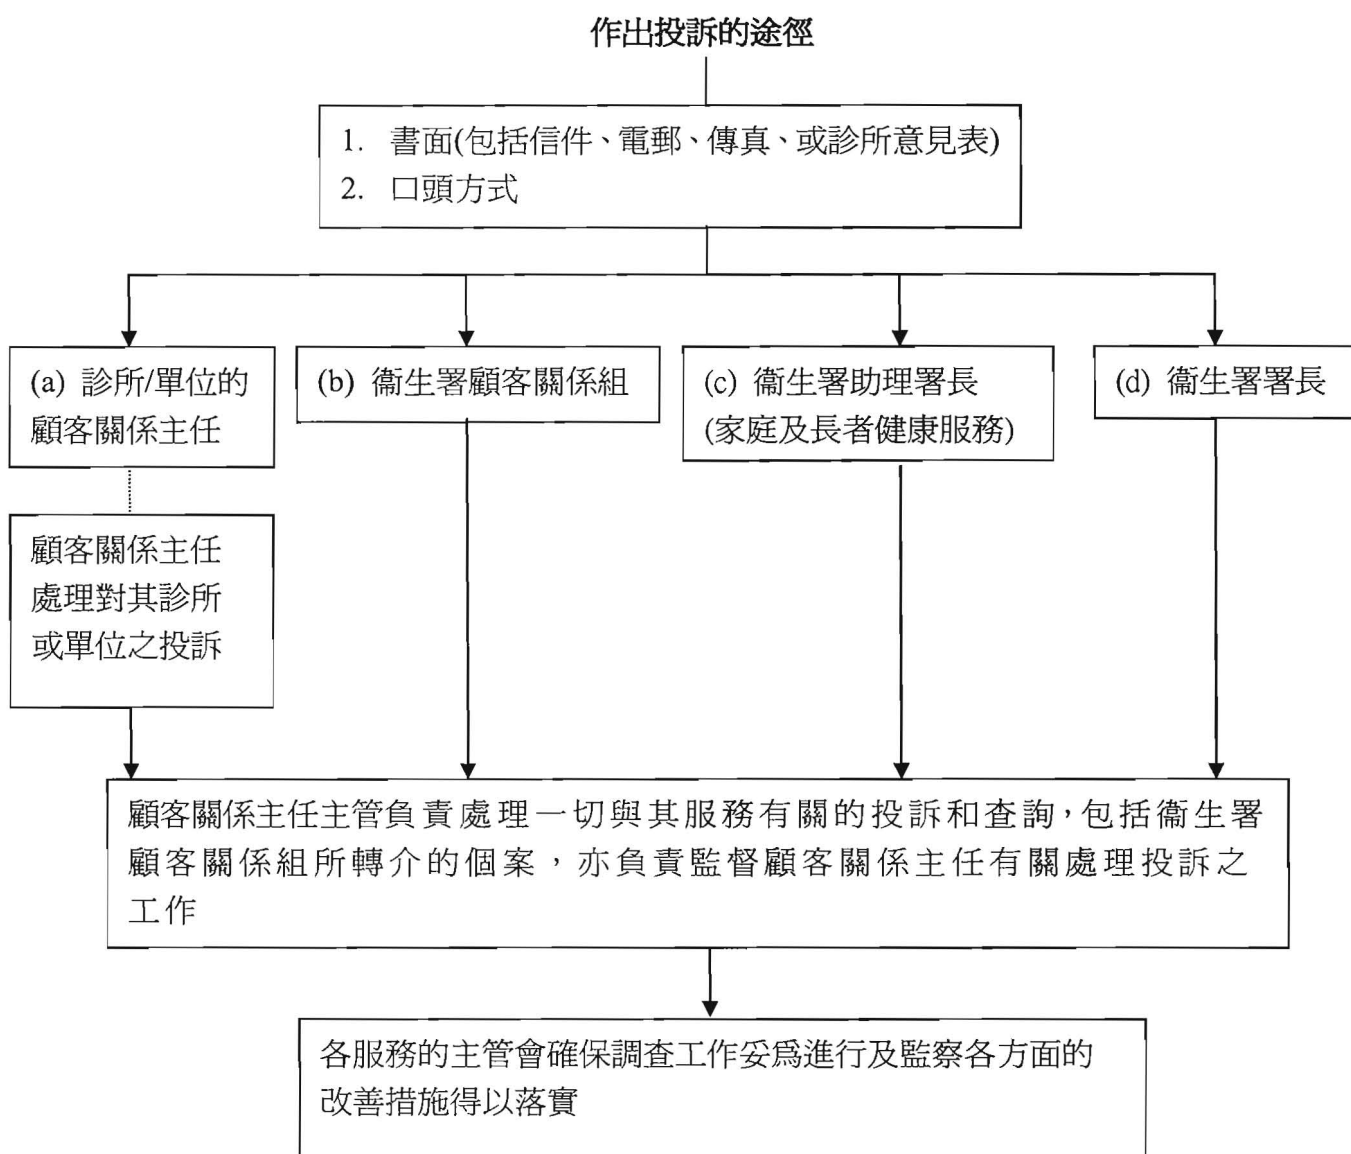 作出投訴的途徑
1. 書面(包括信件、電郵、傳真、或診所意見表)
2. 口頭方式
(a) 診所/單位的
顧客關係主任
(b) 衞生署顧客關係組
(c) 衞生署助理署長
(家庭及長者健康服務)
(d) 衞生署署長
顧客關係主任
處理對其診所
或單位之投訴
顧客關係主任主管負責處理一切與其服務有關的投訴和查詢，包括衞生署
顧客關係組所轉介的個案，亦負責監督顧客關係主任有關處理投訴之
工作
各服務的主管會確保調查工作妥爲進行及監察各方面的
改善措施得以落實